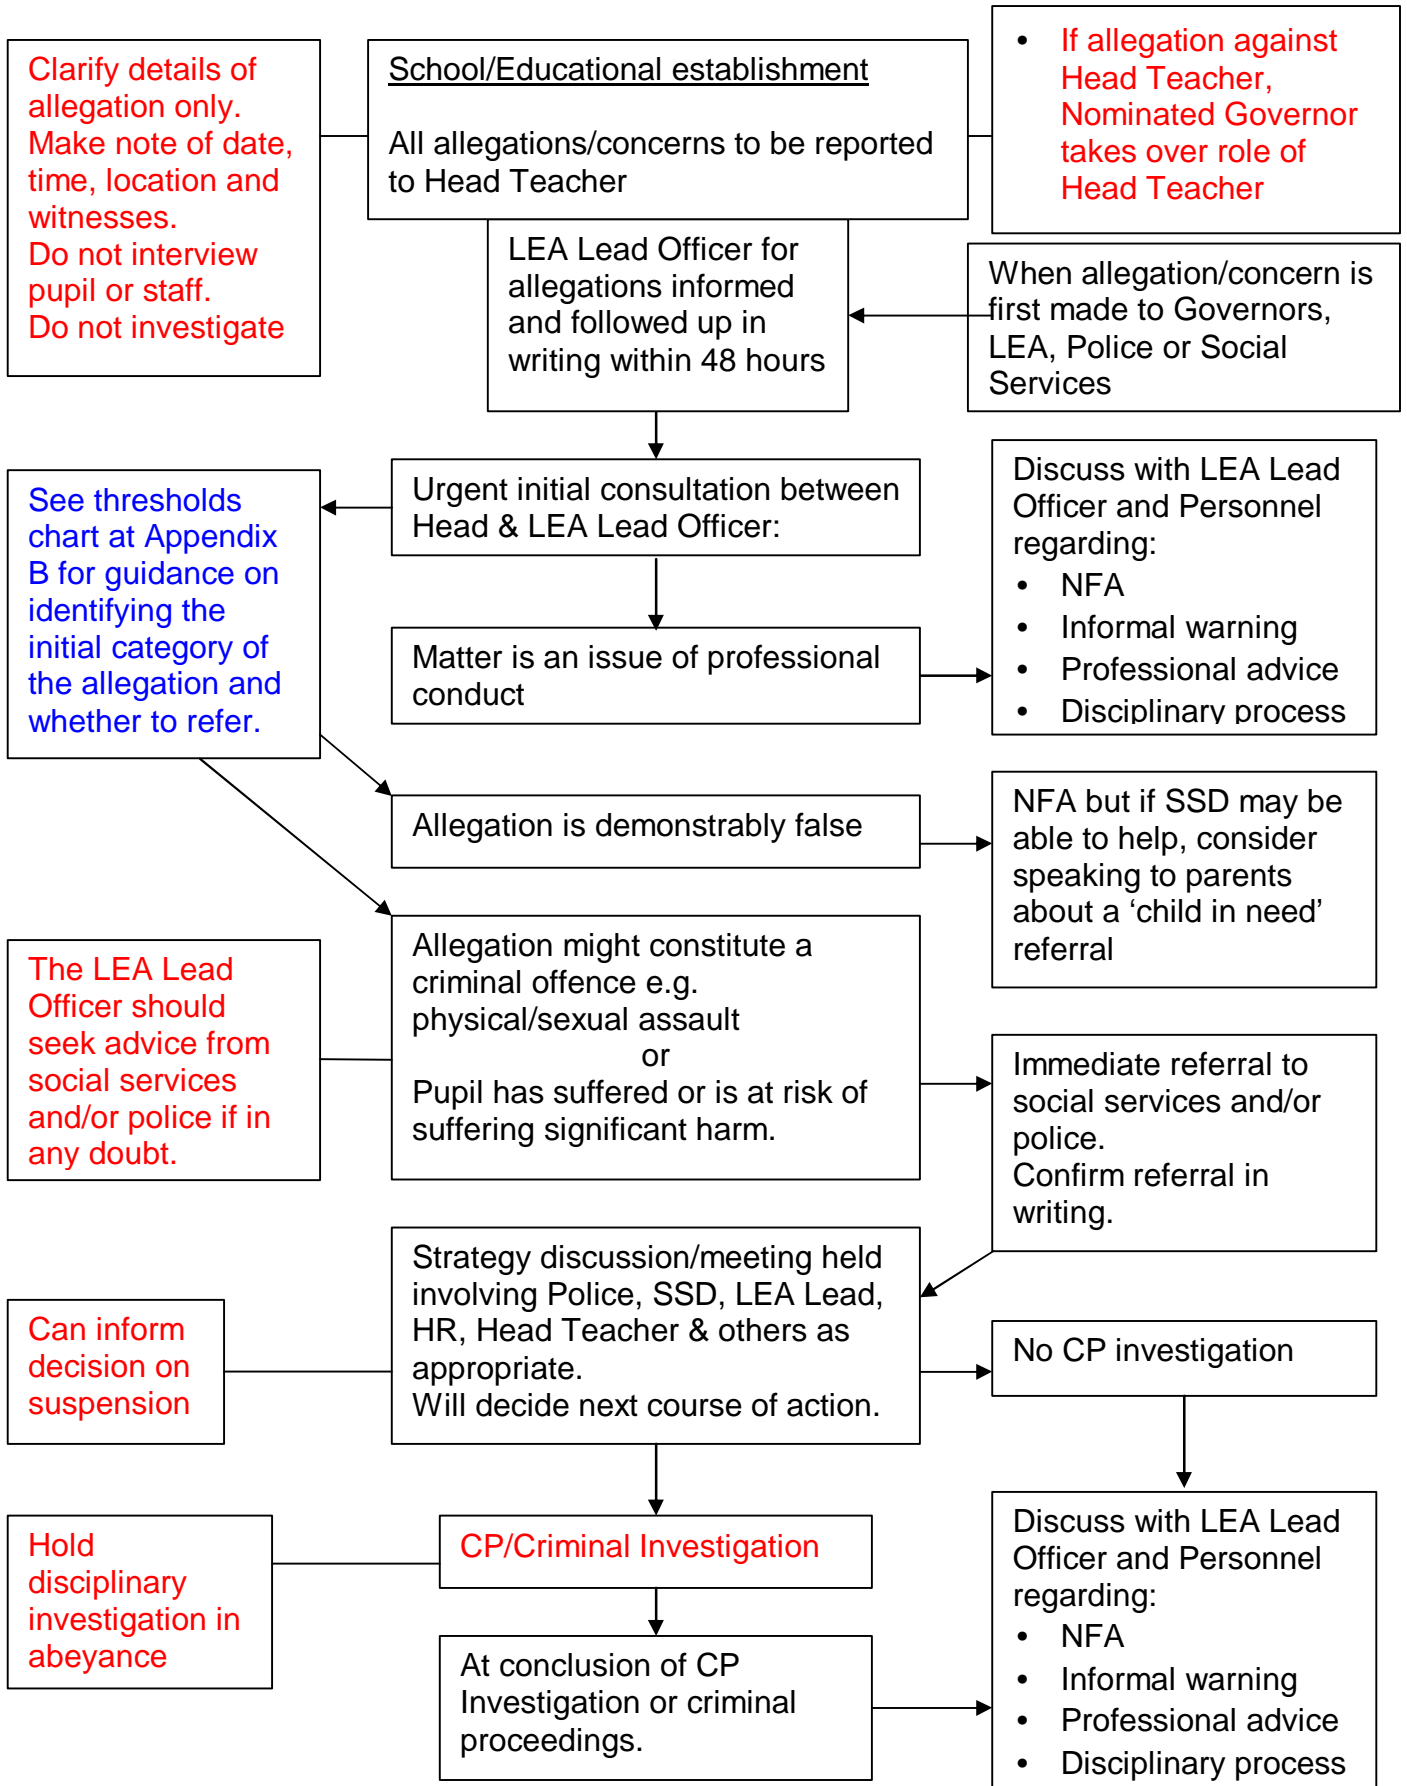 Clarify details of
allegation only.
Make note of date,
time, location and
witnesses.
Do not interview
pupil or staff.
Do not investigate
School/Educational establishment
All allegations/concerns to be reported
to Head Teacher
• If allegation against
Head Teacher,
Nominated Governor
takes over role of
Head Teacher
LEA Lead Officer for
allegations informed
and followed up in
writing within 48 hours
When allegation/concern is
first made to Governors,
LEA, Police or Social
Services
See thresholds
chart at Appendix
B for guidance on
identifying the
initial category of
the allegation and
whether to refer.
Urgent initial consultation between
Head & LEA Lead Officer:
Matter is an issue of professional
conduct
Discuss with LEA Lead
Officer and Personnel
regarding:
• NFA
• Informal warning
• Professional advice
• Disciplinary process
Allegation is demonstrably false
NFA but if SSD may be
able to help, consider
speaking to parents
about a ‘child in need’
referral
The LEA Lead
Officer should
seek advice from
social services
and/or police if in
any doubt.
Allegation might constitute a
criminal offence e.g.
physical/sexual assault
or
Pupil has suffered or is at risk of
suffering significant harm.
Immediate referral to
social services and/or
police.
Confirm referral in
writing.
Can inform
decision on
suspension
Strategy discussion/meeting held
involving Police, SSD, LEA Lead,
HR, Head Teacher & others as
appropriate.
Will decide next course of action.
No CP investigation
Hold
disciplinary
investigation in
abeyance
CP/Criminal Investigation
At conclusion of CP
Investigation or criminal
proceedings.
Discuss with LEA Lead
Officer and Personnel
regarding:
• NFA
• Informal warning
• Professional advice
• Disciplinary process